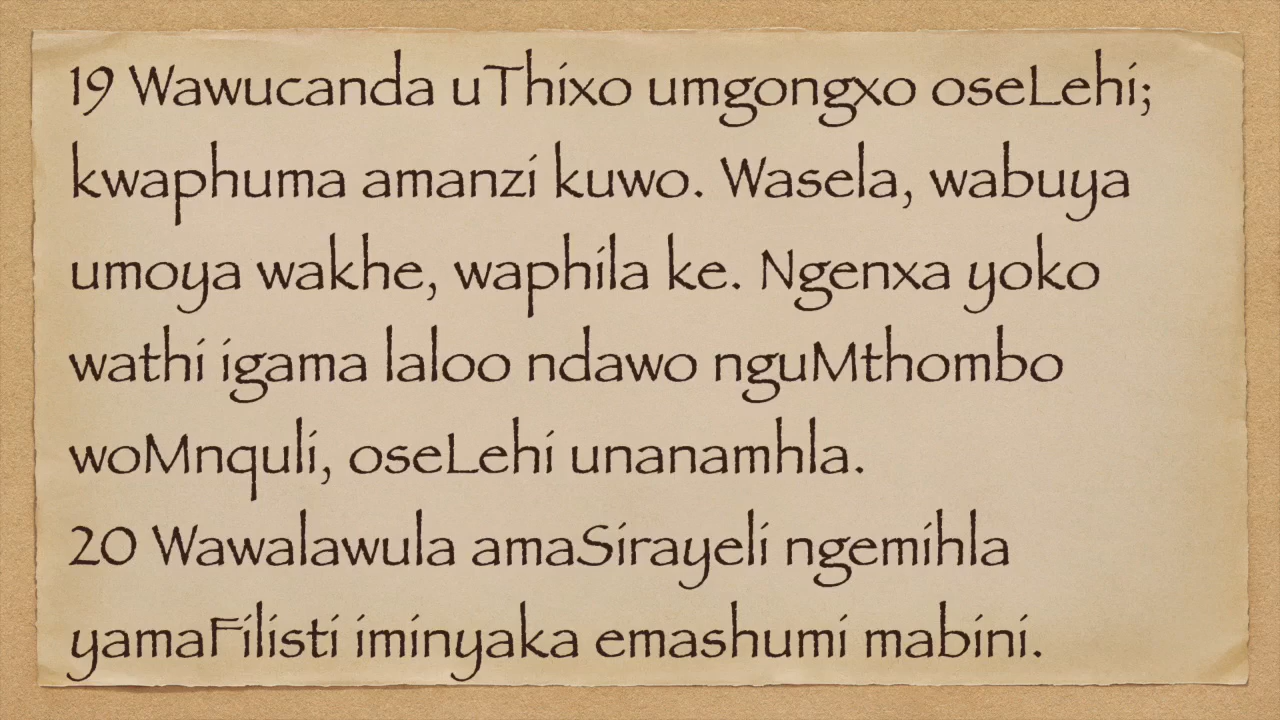 19 Wawucanda uThixo umgongxo oseLehi;
kwaphuma amanzi kuwo. Wasela, wabuya
umoya wakhe, waphila ke. Ngenxa yoko
wathi igama laloo ndawo nguMthombo
woMnquli, oseLehi unanamhla.
20 Wawalawula amaSirayeli ngemihla
yamaFilisti iminyaka emashumi mabini.